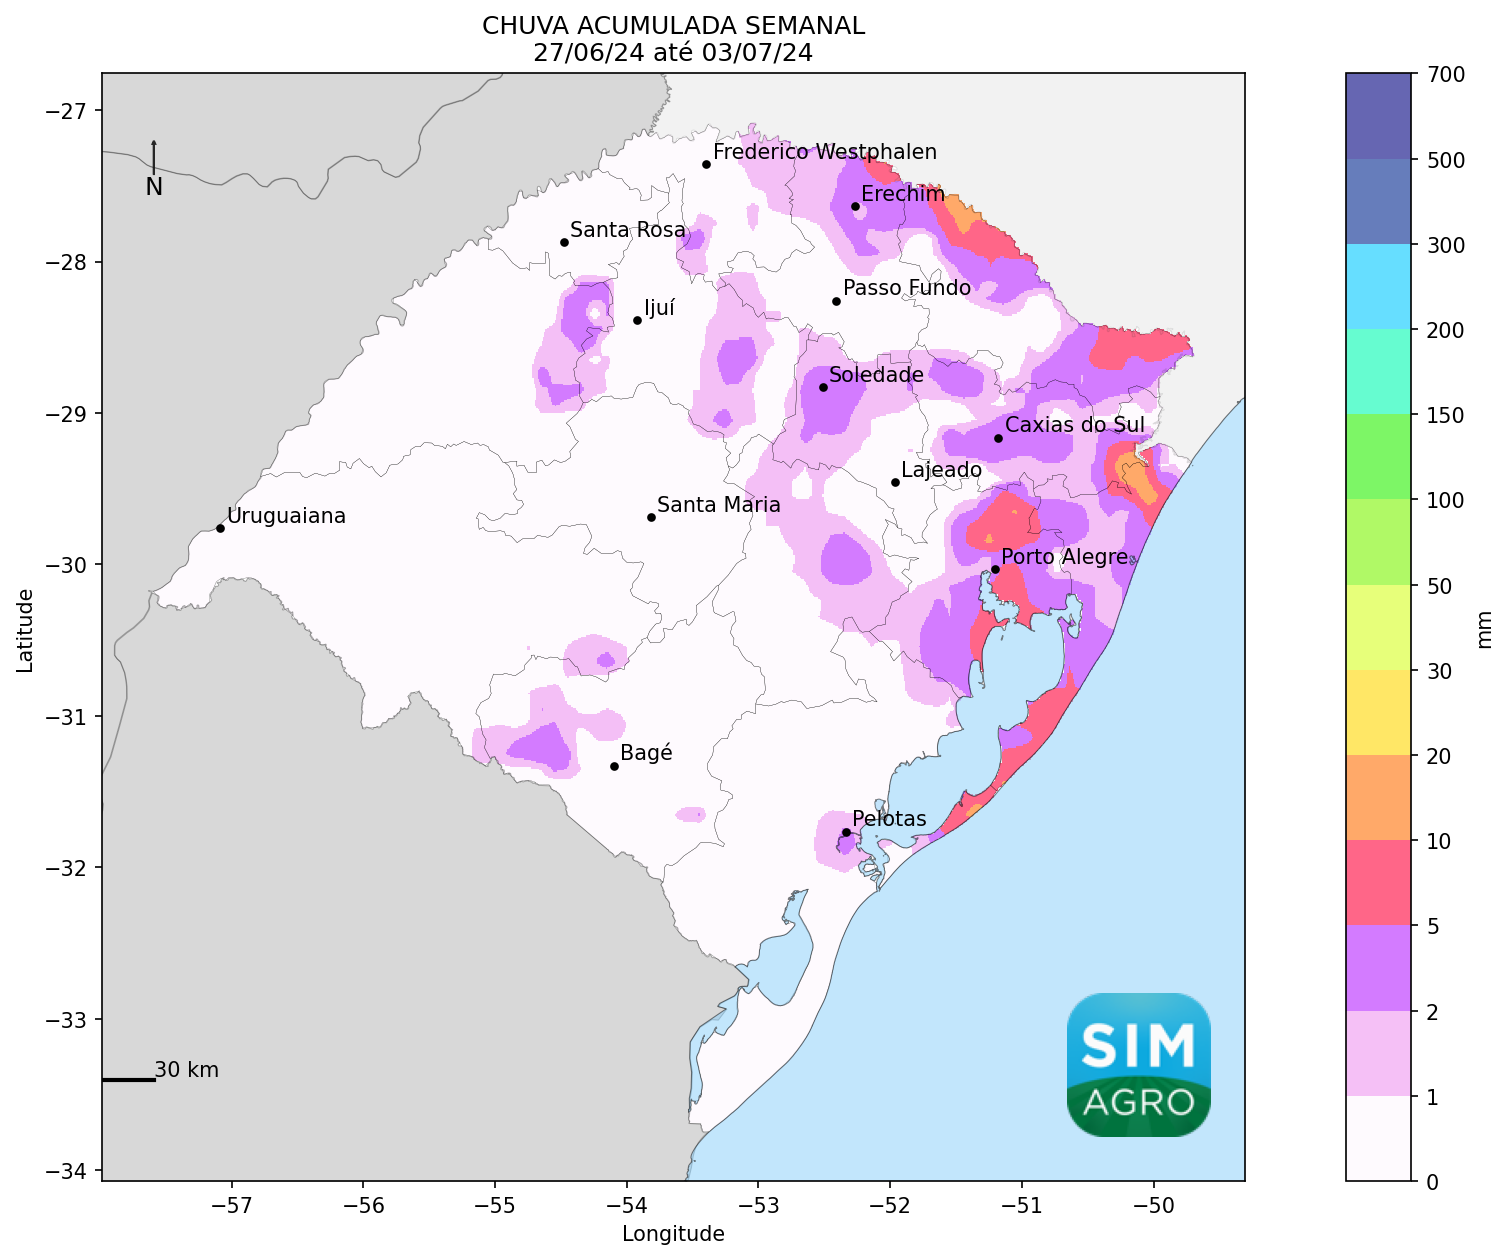 CHUVA ACUMULADA SEMANAL
27/06/24 até 03/07/24
−27
−28
−29
−30
−31
−32
−33
−34
Latitude
−57
−56
−55
−54
−53
−52
−51
−50
Longitude
N
Frederico Westphalen
Erechim
Santa Rosa
Passo Fundo
Ijuí
Soledade
Caxias do Sul
Lajeado
Santa Maria
Uruguaiana
Porto Alegre
Bagé
Pelotas
30 km
SIM
AGRO
700
500
300
200
150
100
50
30
20
10
5
2
1
0
mm